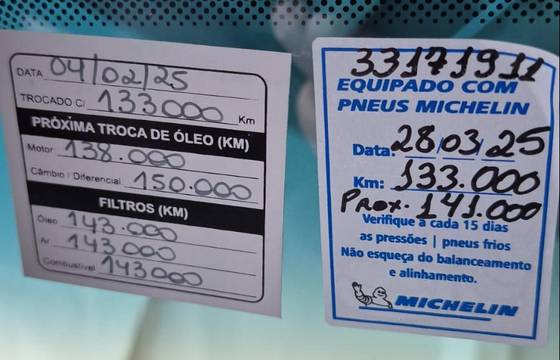 DATA 04/02/25
TROCADO C/ 133000 Km
PRÓXIMA TROCA DE ÓLEO (KM)
Motor 138.000
Câmbio / Diferencial 150.000
FILTROS (KM)
Óleo 143.000
Ar 143000
Combustível 143000
33171911
EQUIPADO COM
PNEUS MICHELIN
Data: 28/03/25
Km: 133.000
Prox. 141.000
Verifique a cada 15 dias
as pressões | pneus frios
Não esqueça do balanceamento
e alinhamento.
MICHELIN